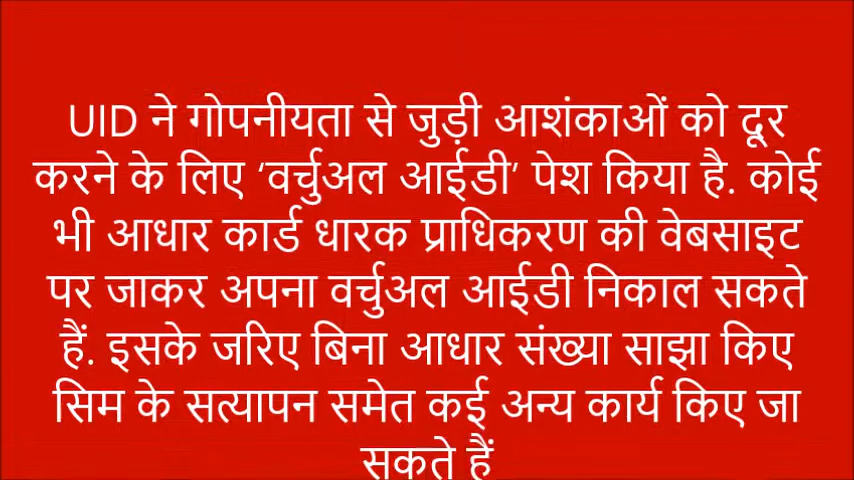 UID ने गोपनीयता से जुड़ी आशंकाओं को दूर
करने के लिए ‘वर्चुअल आईडी’ पेश किया है. कोई
भी आधार कार्ड धारक प्राधिकरण की वेबसाइट
पर जाकर अपना वर्चुअल आईडी निकाल सकते
हैं. इसके जरिए बिना आधार संख्या साझा किए
सिम के सत्यापन समेत कई अन्य कार्य किए जा
सकते हैं